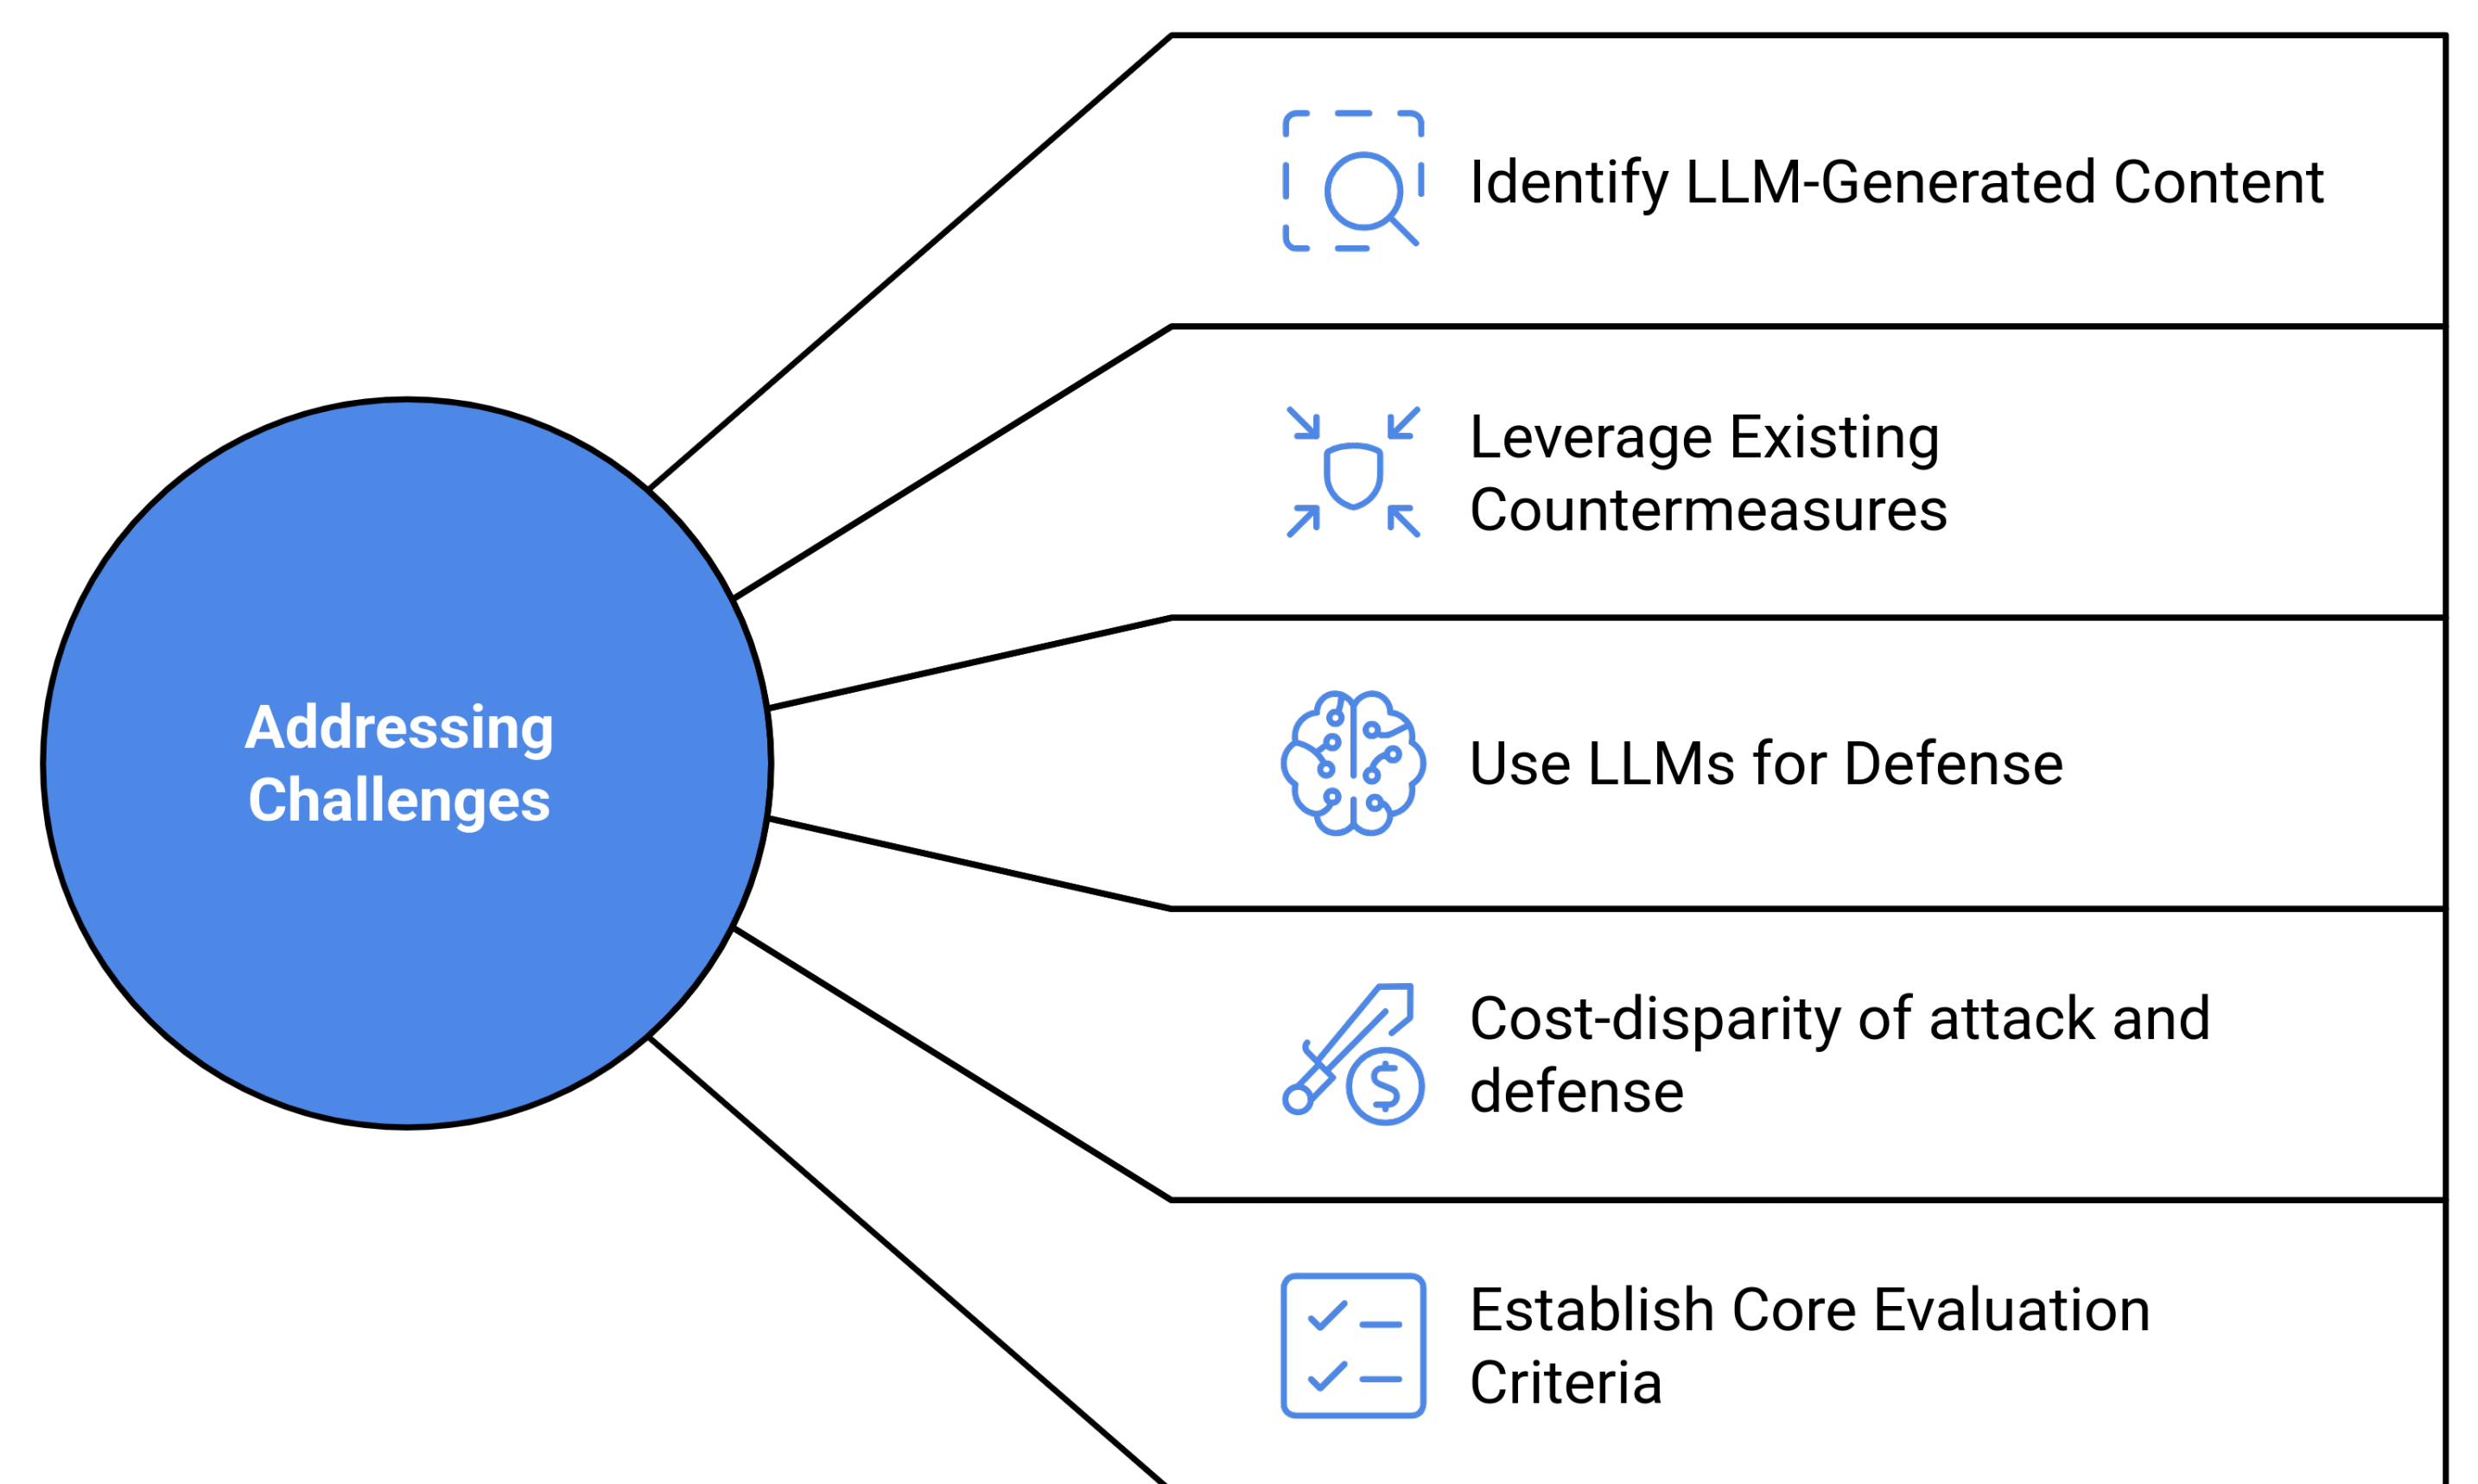 Addressing
Challenges
Identify LLM-Generated Content
Leverage Existing
Countermeasures
Use LLMs for Defense
Cost-disparity of attack and
defense
Establish Core Evaluation
Criteria